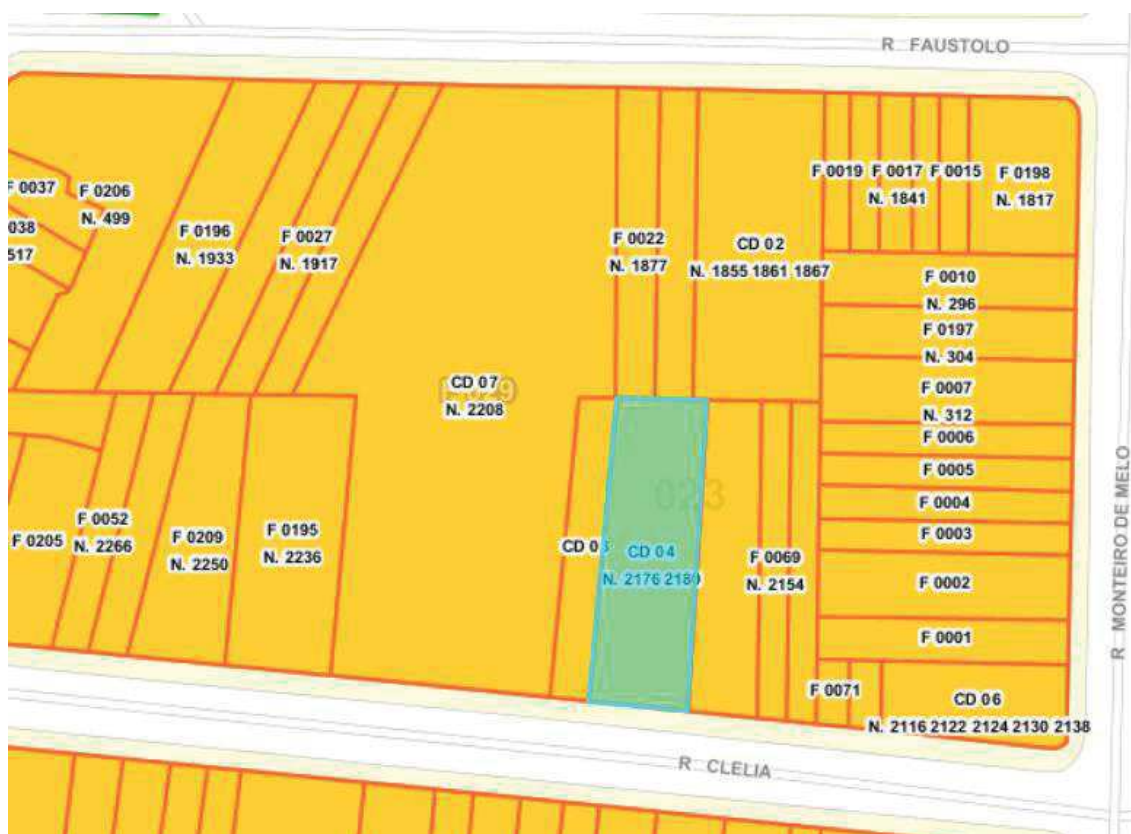 R FAUSTOLO
F 0037
F 0206
N. 499
038
517
F 0196
N. 1933
F 0027
N. 1917
F 0022
N. 1877
CD 02
N. 1855 1861 1867
F 0019
F 0017
N. 1841
F 0015
F 0198
N. 1817
F 0010
N. 296
F 0197
N. 304
F 0007
N. 312
F 0006
F 0005
F 0004
F 0003
F 0002
F 0001
CD 07
N. 2208
023
F 0205
F 0052
N. 2266
F 0209
N. 2250
F 0195
N. 2236
CD 04
N. 2176 2180
F 0069
N. 2154
F 0071
CD 06
N. 2116 2122 2124 2130 2138
R MONTEIRO DE MELO
R CLELIA